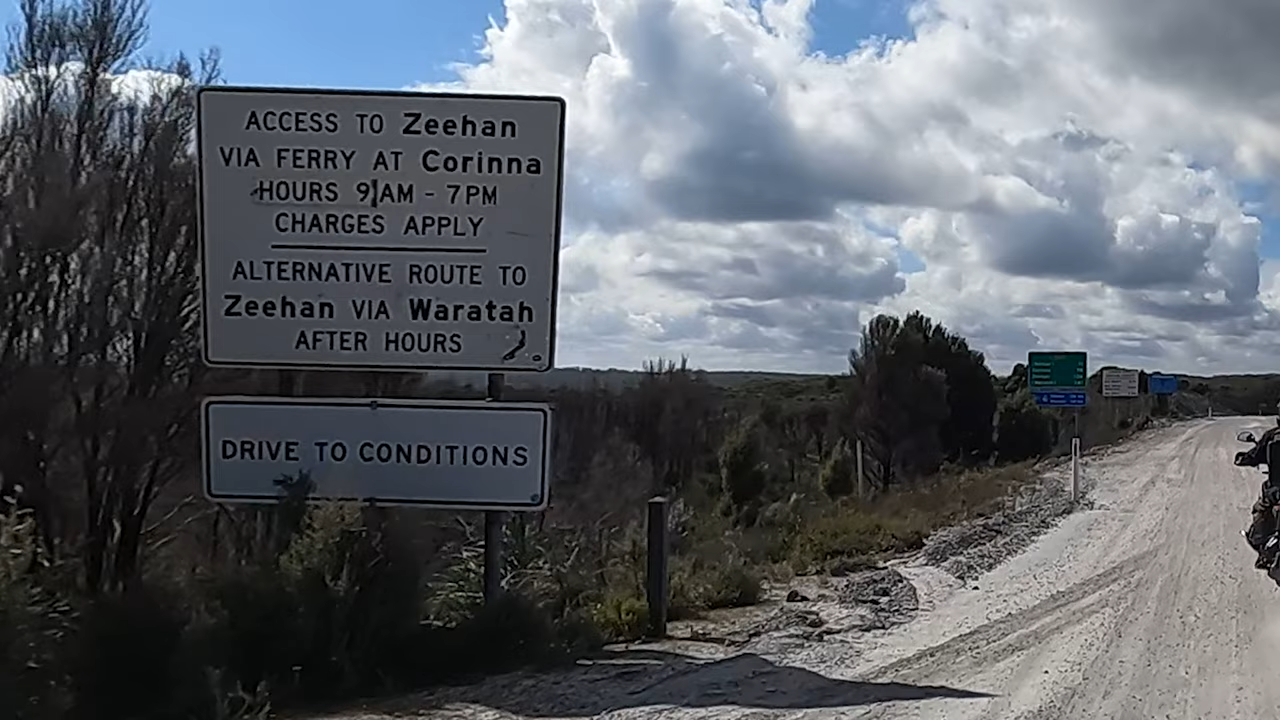 ACCESS TO Zeehan
VIA FERRY AT Corinna
HOURS 9AM - 7PM
CHARGES APPLY
ALTERNATIVE ROUTE TO
Zeehan VIA Waratah
AFTER HOURS
DRIVE TO CONDITIONS